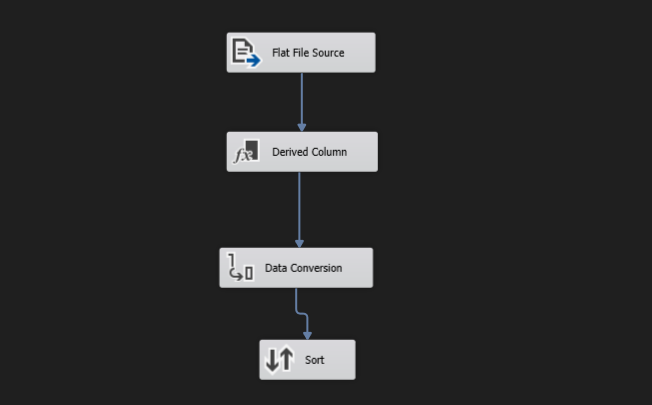 Flat File Source
Derived Column
Data Conversion
Sort